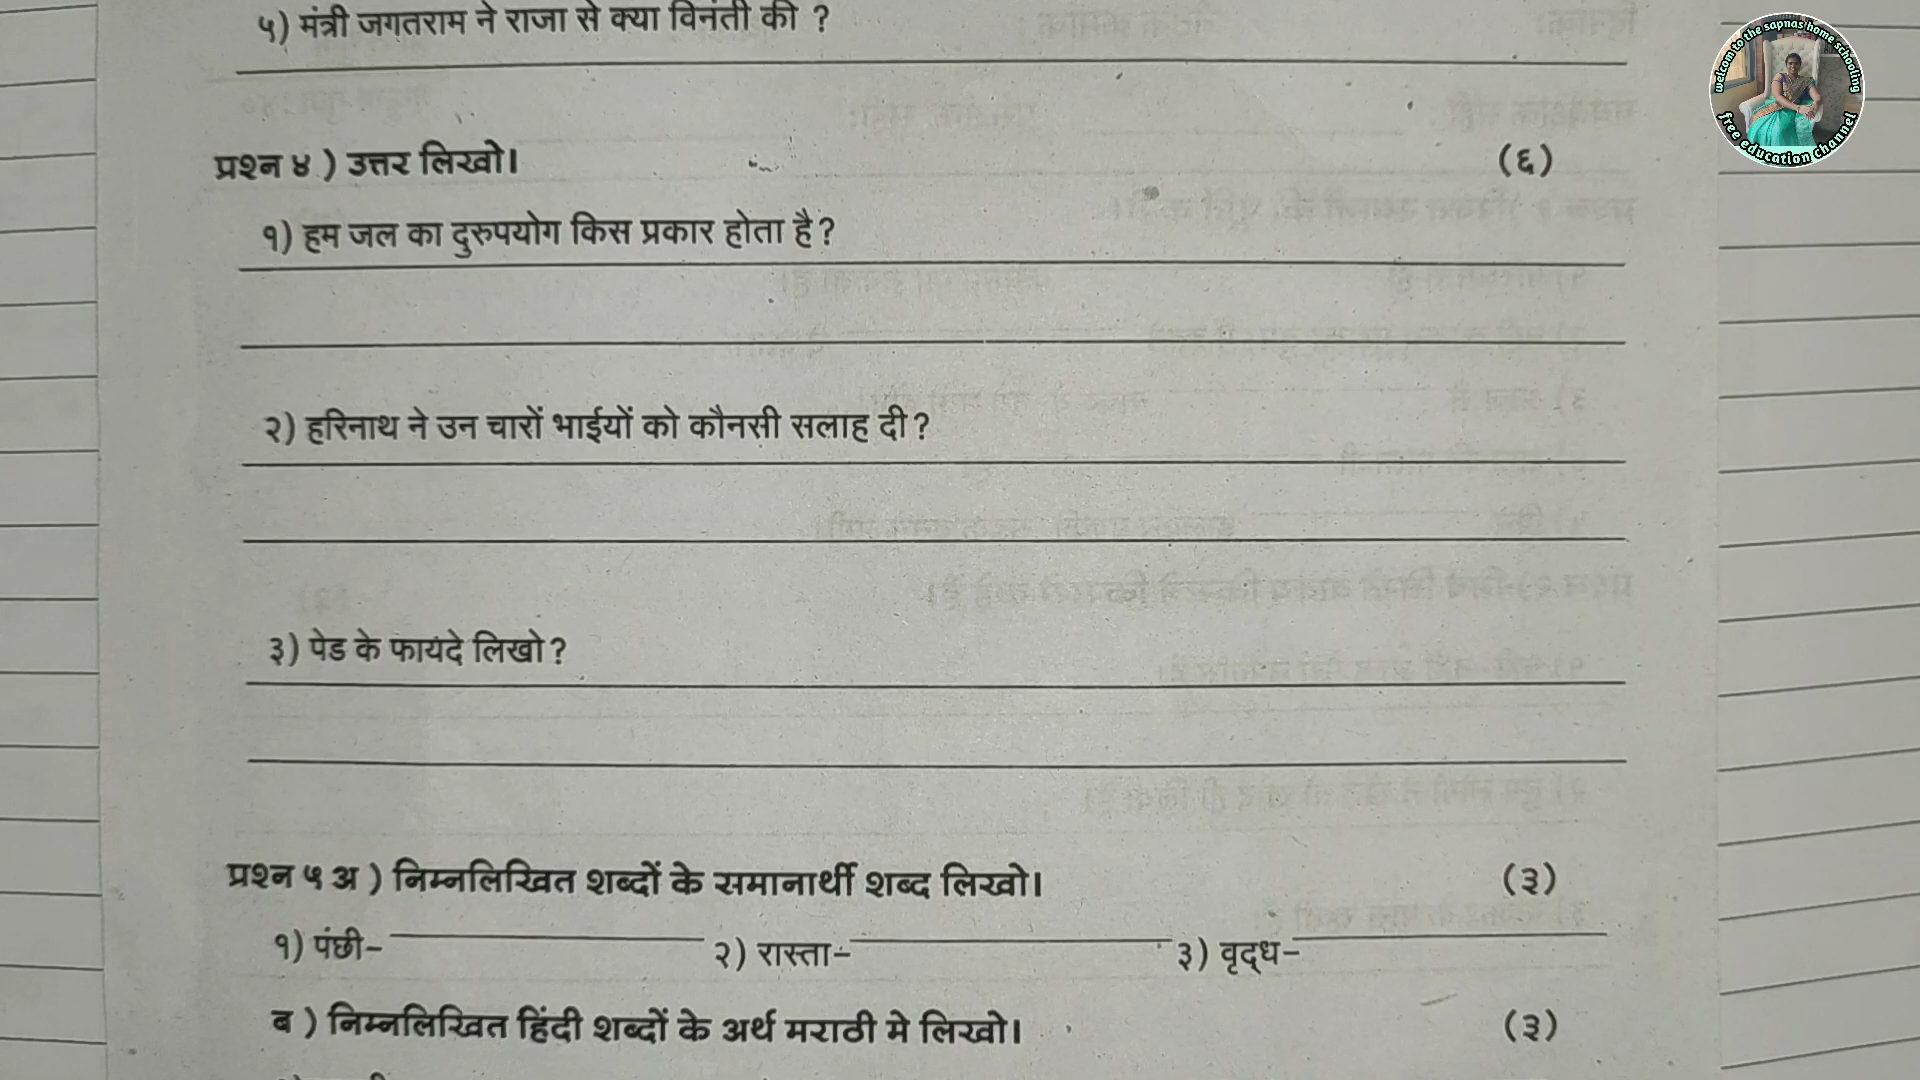 ५) मंत्री जगतराम ने राजा से क्या विनंती की ?
प्रश्न ४ ) उत्तर लिखो। (६)
१) हम जल का दुरुपयोग किस प्रकार होता है?
२) हरिनाथ ने उन चारों भाईयों को कौनसी सलाह दी?
३) पेड के फायदे लिखो?
प्रश्न ५ अ ) निम्नलिखित शब्दों के समानार्थी शब्द लिखो। (३)
१) पंछी- २) रास्ता- ३) वृद्ध-
ब ) निम्नलिखित हिंदी शब्दों के अर्थ मराठी मे लिखो। (३)
welcom to the sapnas home schooling
free education channel